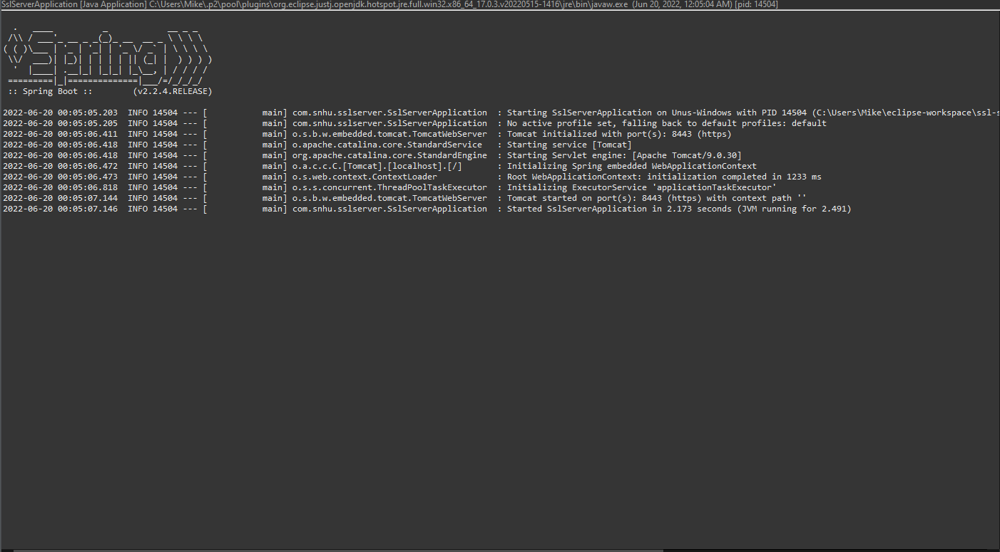 SslServerApplication [Java Application] C:\Users\Mike\.p2\pool\plugins\org.eclipse.justj.openjdk.hotspot.jre.full.win32.x86_64_17.0.3.v20220515-1416\jre\bin\javaw.exe (Jun 20, 2022, 12:05:04 AM) [pid: 14504]
  .   ____          _            __ _ _
 /\\ / ___'_ __ _ _(_)_ __  __ _ \ \ \ \
( ( )\___ | '_ | '_| | '_ \/ _` | \ \ \ \
 \\/  ___)| |_)| | | | | || (_| |  ) ) ) )
  '  |____| .__|_| |_|_| |_\__, | / / / /
 =========|_|==============|___/=/_/_/_/
 :: Spring Boot ::        (v2.2.4.RELEASE)
2022-06-20 00:05:05.203  INFO 14504 --- [           main] com.snhu.sslserver.SslServerApplication  : Starting SslServerApplication on Unus-Windows with PID 14504 (C:\Users\Mike\eclipse-workspace\ssl-s
2022-06-20 00:05:05.205  INFO 14504 --- [           main] com.snhu.sslserver.SslServerApplication  : No active profile set, falling back to default profiles: default
2022-06-20 00:05:06.411  INFO 14504 --- [           main] o.s.b.w.embedded.tomcat.TomcatWebServer  : Tomcat initialized with port(s): 8443 (https)
2022-06-20 00:05:06.418  INFO 14504 --- [           main] o.apache.catalina.core.StandardService   : Starting service [Tomcat]
2022-06-20 00:05:06.418  INFO 14504 --- [           main] org.apache.catalina.core.StandardEngine  : Starting Servlet engine: [Apache Tomcat/9.0.30]
2022-06-20 00:05:06.472  INFO 14504 --- [           main] o.a.c.c.C.[Tomcat].[localhost].[/]       : Initializing Spring embedded WebApplicationContext
2022-06-20 00:05:06.473  INFO 14504 --- [           main] o.s.web.context.ContextLoader            : Root WebApplicationContext: initialization completed in 1233 ms
2022-06-20 00:05:06.818  INFO 14504 --- [           main] o.s.s.concurrent.ThreadPoolTaskExecutor  : Initializing ExecutorService 'applicationTaskExecutor'
2022-06-20 00:05:07.144  INFO 14504 --- [           main] o.s.b.w.embedded.tomcat.TomcatWebServer  : Tomcat started on port(s): 8443 (https) with context path ''
2022-06-20 00:05:07.146  INFO 14504 --- [           main] com.snhu.sslserver.SslServerApplication  : Started SslServerApplication in 2.173 seconds (JVM running for 2.491)